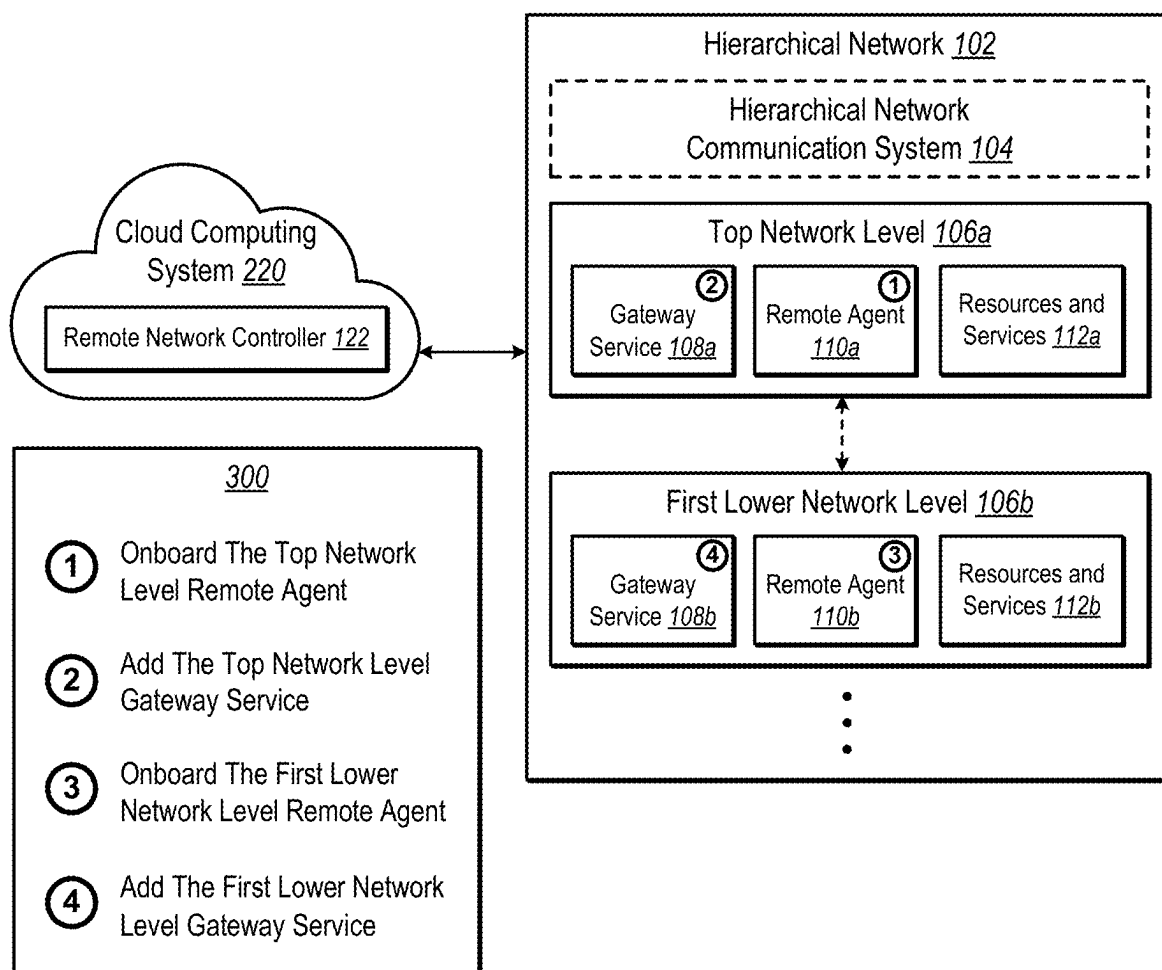 Hierarchical Network 102
Hierarchical Network
Communication System 104
Cloud Computing
System 220
Remote Network Controller 122
Top Network Level 106a
2
Gateway
Service 108a
1
Remote Agent
110a
Resources and
Services 112a
First Lower Network Level 106b
4
Gateway
Service 108b
3
Remote Agent
110b
Resources and
Services 112b
300
1 Onboard The Top Network
Level Remote Agent
2 Add The Top Network Level
Gateway Service
3 Onboard The First Lower
Network Level Remote Agent
4 Add The First Lower Network
Level Gateway Service